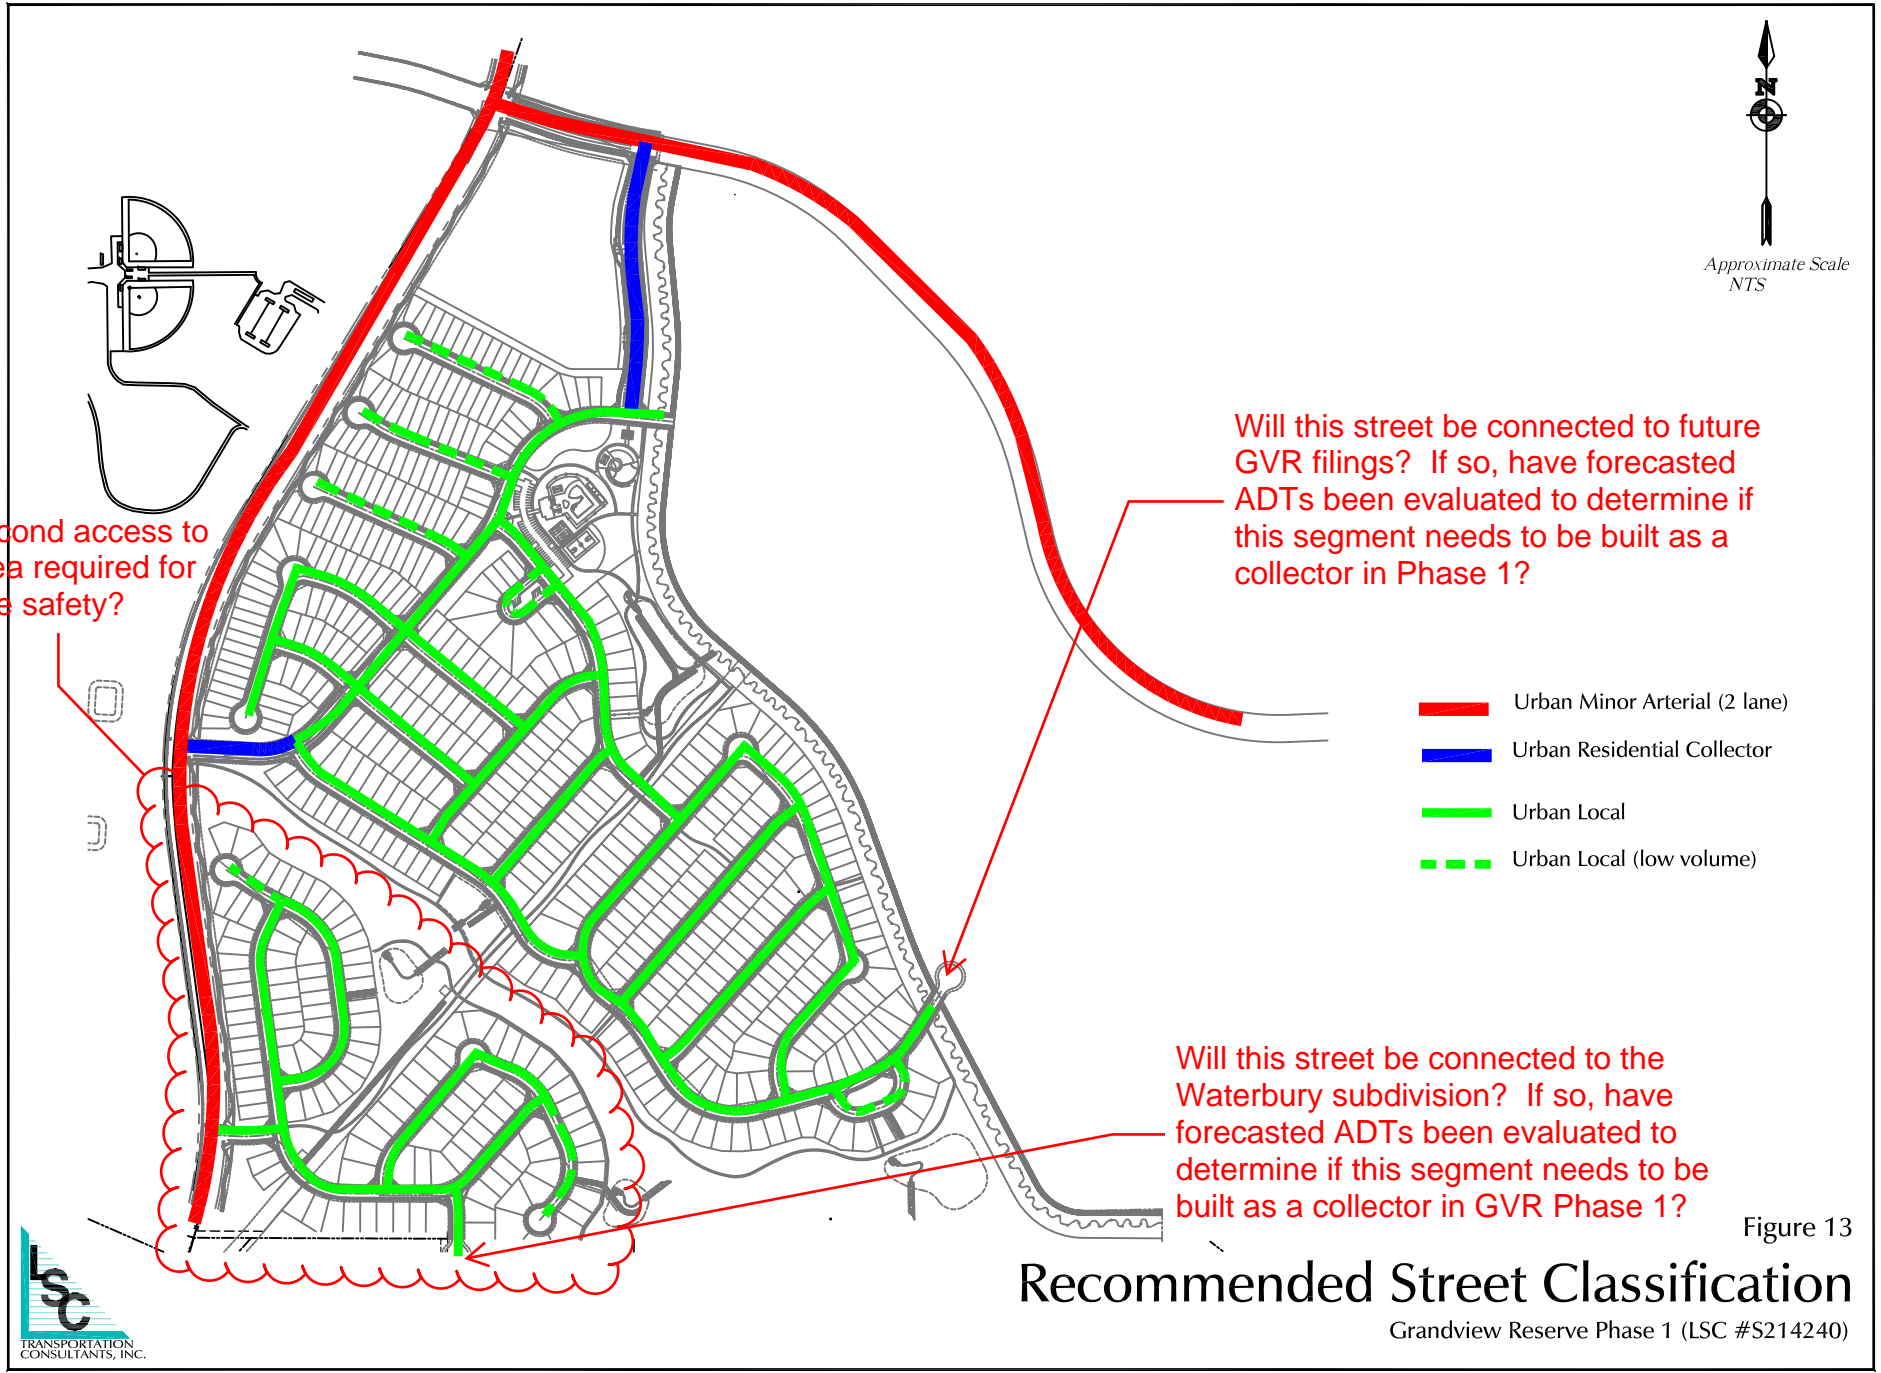 N
Approximate Scale
NTS
Will this street be connected to future
GVR filings? If so, have forecasted
ADTs been evaluated to determine if
this segment needs to be built as a
collector in Phase 1?
cond access to
ea required for
e safety?
Urban Minor Arterial (2 lane)
Urban Residential Collector
Urban Local
Urban Local (low volume)
Will this street be connected to the
Waterbury subdivision? If so, have
forecasted ADTs been evaluated to
determine if this segment needs to be
built as a collector in GVR Phase 1?
Figure 13
Recommended Street Classification
Grandview Reserve Phase 1 (LSC #S214240)
LSC
TRANSPORTATION
CONSULTANTS, INC.